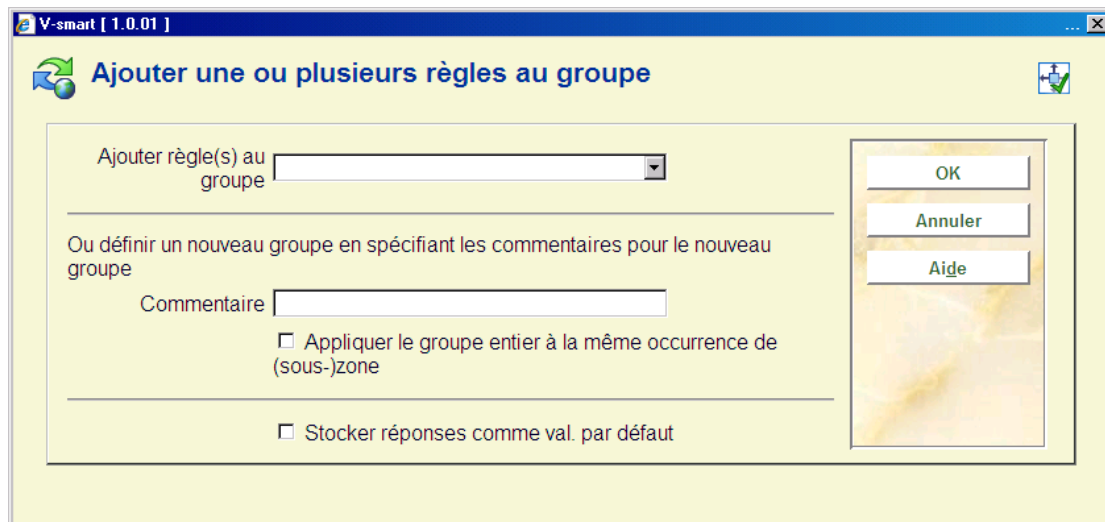 V-smart [ 1.0.01 ]
...
Ajouter une ou plusieurs règles au groupe
Ajouter règle(s) au
groupe
OK
Annuler
Aide
Ou définir un nouveau groupe en spécifiant les commentaires pour le nouveau
groupe
Commentaire
Appliquer le groupe entier à la même occurrence de
(sous-)zone
Stocker réponses comme val. par défaut